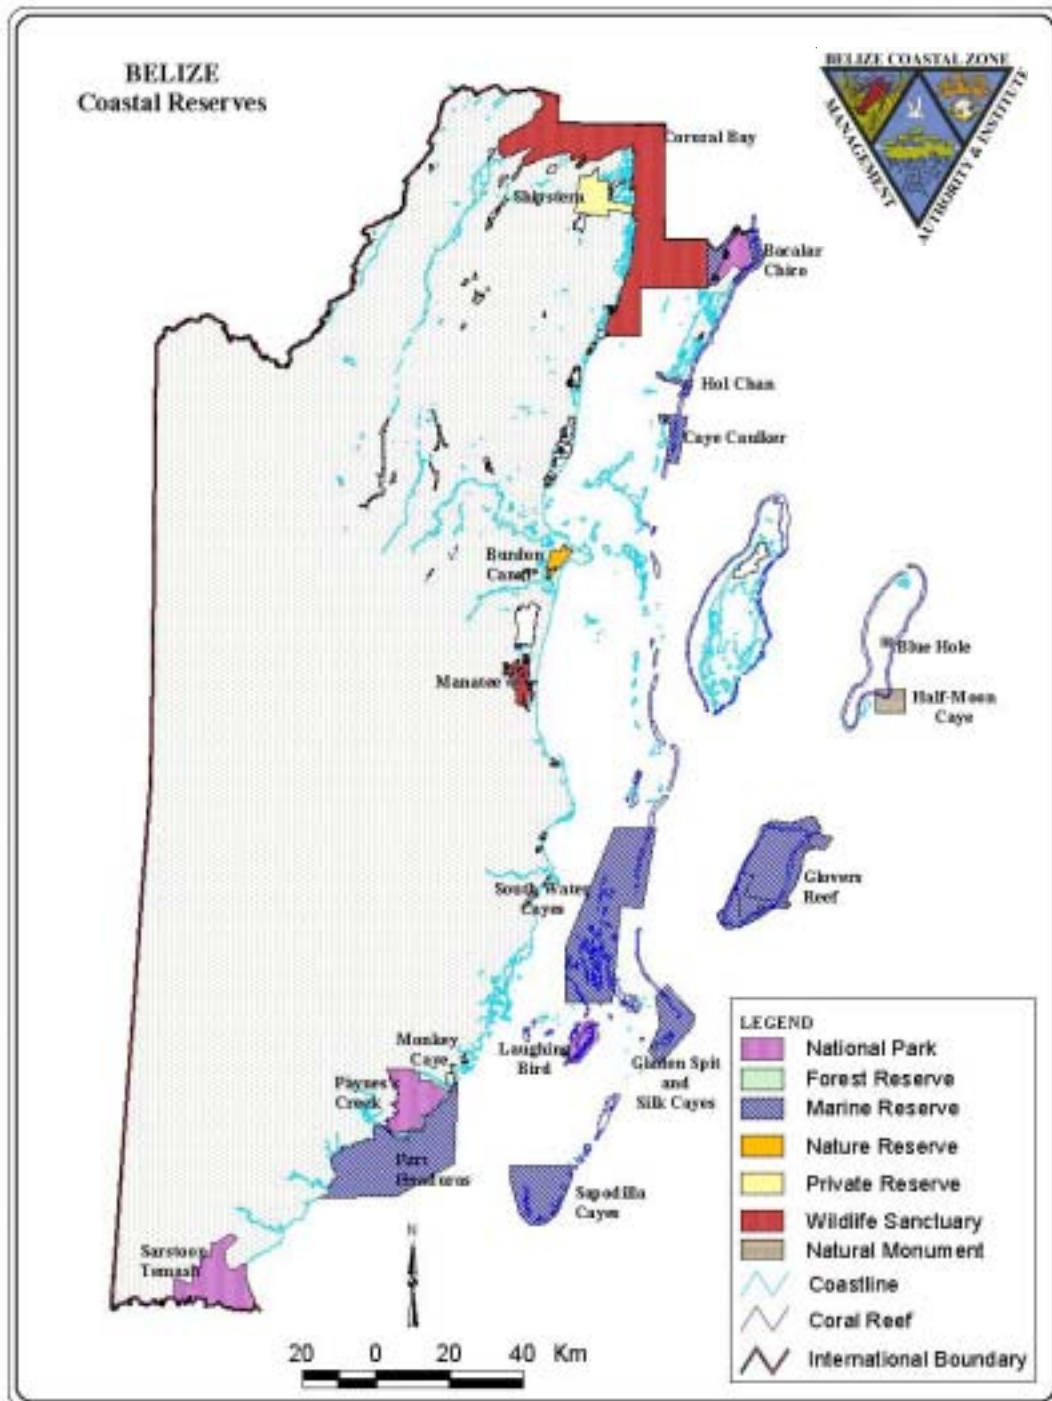 BELIZE
Coastal Reserves
BELIZE COASTAL ZONE
MANAGEMENT
AUTHORITY & INSTITUTE
Corozal Bay
Shipstern
Bacalar
Chico
Hol Chan
Caye Caulker
Burdon
Canal
Blue Hole
Manatee
Half-Moon
Caye
Glovers
Reef
South Water
Cayes
Monkey
Caye
Laughing
Bird
Gladen Spit
and
Silk Cayes
Paynes
Creek
Port
Honduras
Sapodilla
Cayes
Sarstoon
Temash
N
20 0 20 40 Km
LEGEND
National Park
Forest Reserve
Marine Reserve
Nature Reserve
Private Reserve
Wildlife Sanctuary
Natural Monument
Coastline
Coral Reef
International Boundary